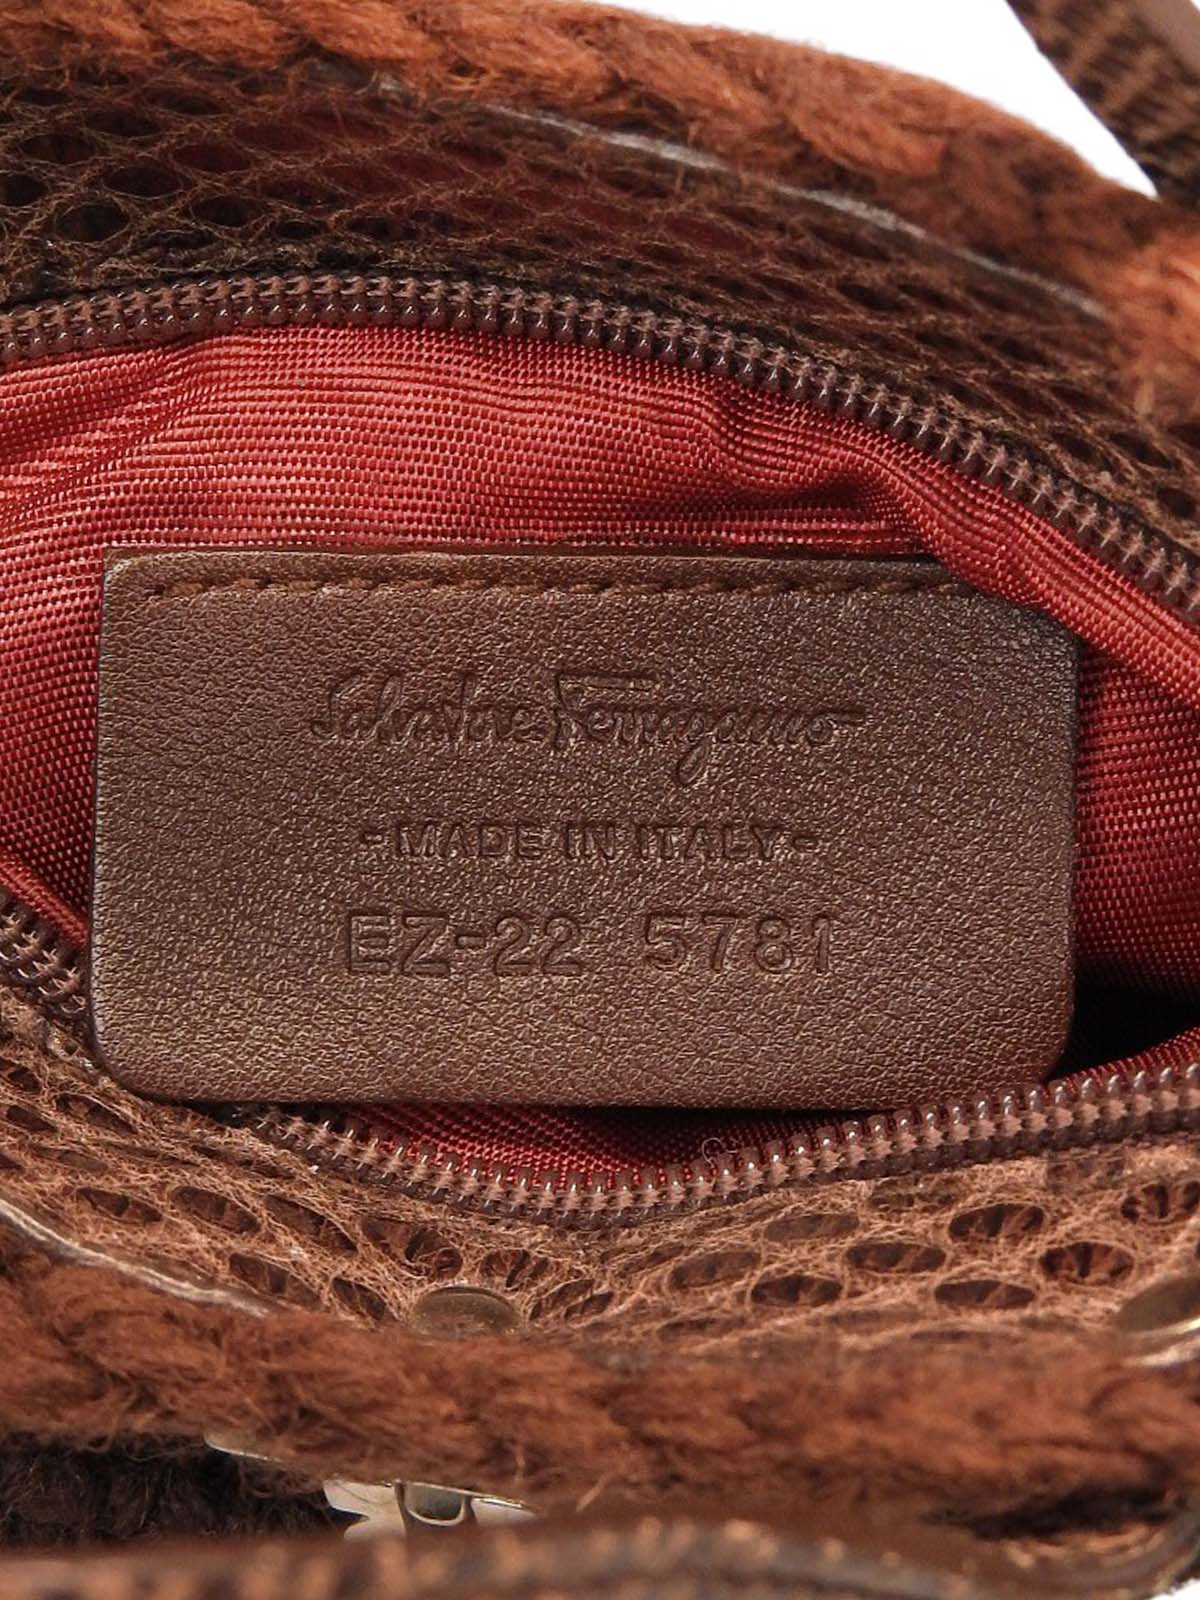 Salvatore Ferragamo
-MADE IN ITALY-
EZ-22 5781